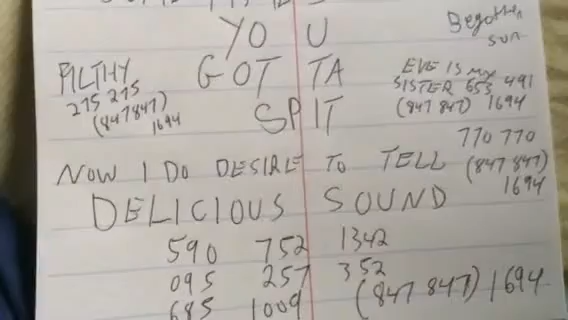 YO U
Begotten
sun
GOT TA
FILTHY
275 275
(847 847)
1694
EVE IS my
SISTER 653 491
(847 847) 1694
SPIT
770 770
NOW I DO DESIRE TO TELL (847 847)
1694
DELICIOUS SOUND
590 752 1342
095 257 352
685 1009 (847 847) 1694